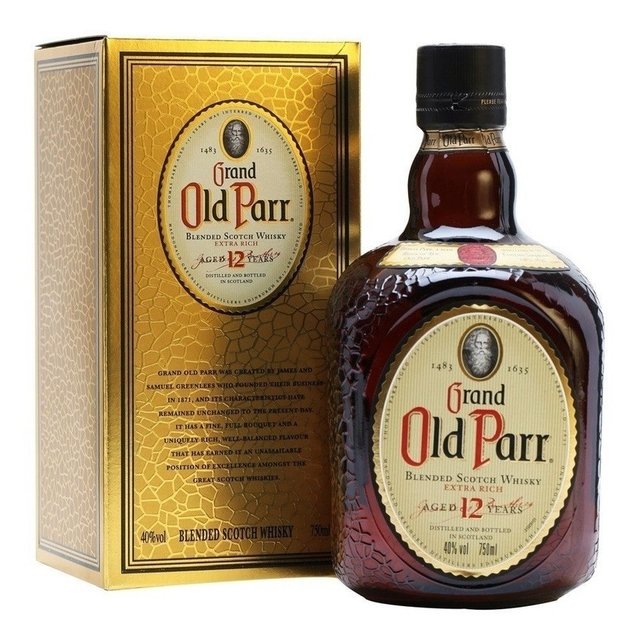 1483 1635
Grand
Old Parr
BLENDED SCOTCH WHISKY
EXTRA RICH
AGED 12 YEARS
DISTILLED AND BOTTLED
IN SCOTLAND
GRAND OLD PARR WAS CREATED BY JAMES AND
SAMUEL GREENLEES WHO FOUNDED THEIR BUSINESS
IN 1871, AND ITS CHARACTERISTICS HAVE
REMAINED UNCHANGED TO THE PRESENT DAY.
IT HAS A FINE, FULL BOUQUET AND A
UNIQUELY RICH, WELL-BALANCED FLAVOUR
THAT HAS EARNED IT AN UNASSAILABLE
POSITION OF EXCELLENCE AMONGST THE
GREAT SCOTCH WHISKIES.
40%vol BLENDED SCOTCH WHISKY 750ml
PLEASE
Old Parr
1483 1635
Grand
Old Parr®
BLENDED SCOTCH WHISKY
EXTRA RICH
AGED 12 YEARS
DISTILLED AND BOTTLED
IN SCOTLAND
40% vol 750ml